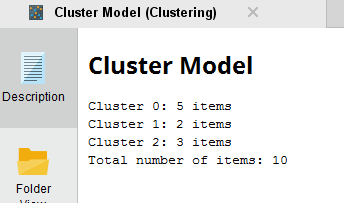 Cluster Model (Clustering)
Cluster Model
Description
Cluster 0: 5 items
Cluster 1: 2 items
Cluster 2: 3 items
Total number of items: 10
Folder